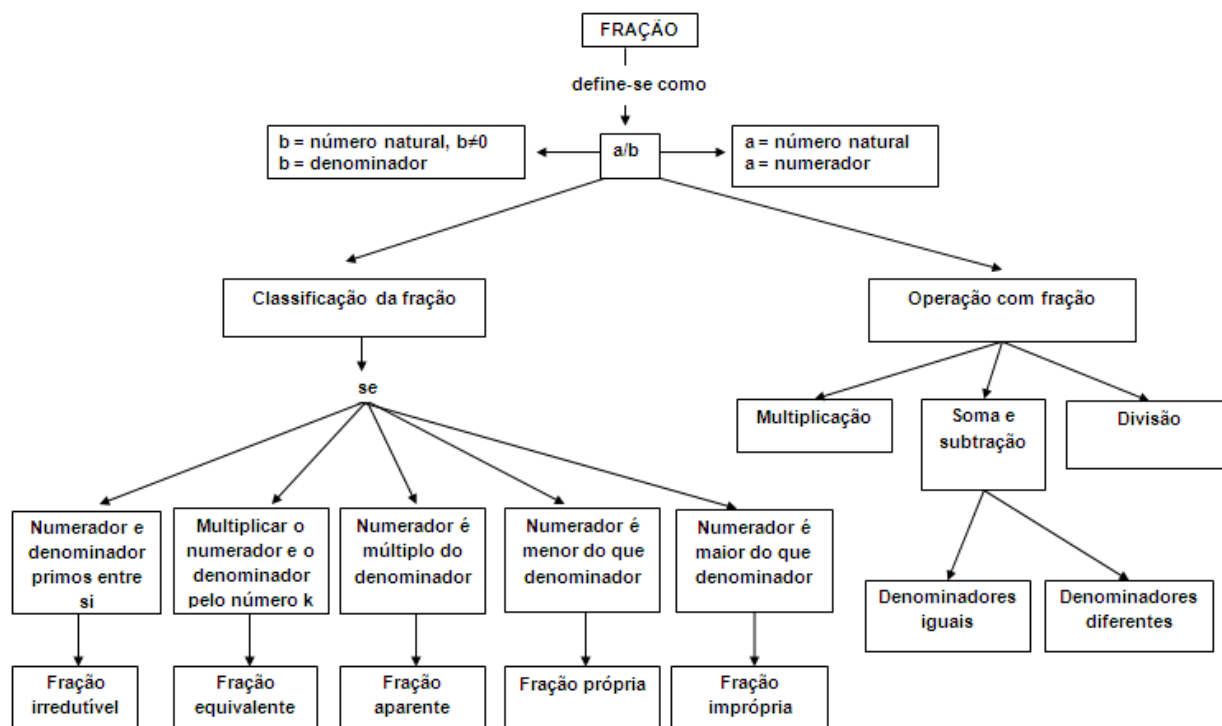 FRAÇÃO
define-se como
b = número natural, b≠0
b = denominador
a/b
a = número natural
a = numerador
Classificação da fração
Operação com fração
se
Multiplicação
Soma e
subtração
Divisão
Numerador e
denominador
primos entre
si
Multiplicar o
numerador e o
denominador
pelo número k
Numerador é
múltiplo do
denominador
Numerador é
menor do que
denominador
Numerador é
maior do que
denominador
Denominadores
iguais
Denominadores
diferentes
Fração
irredutível
Fração
equivalente
Fração
aparente
Fração própria
Fração
imprópria